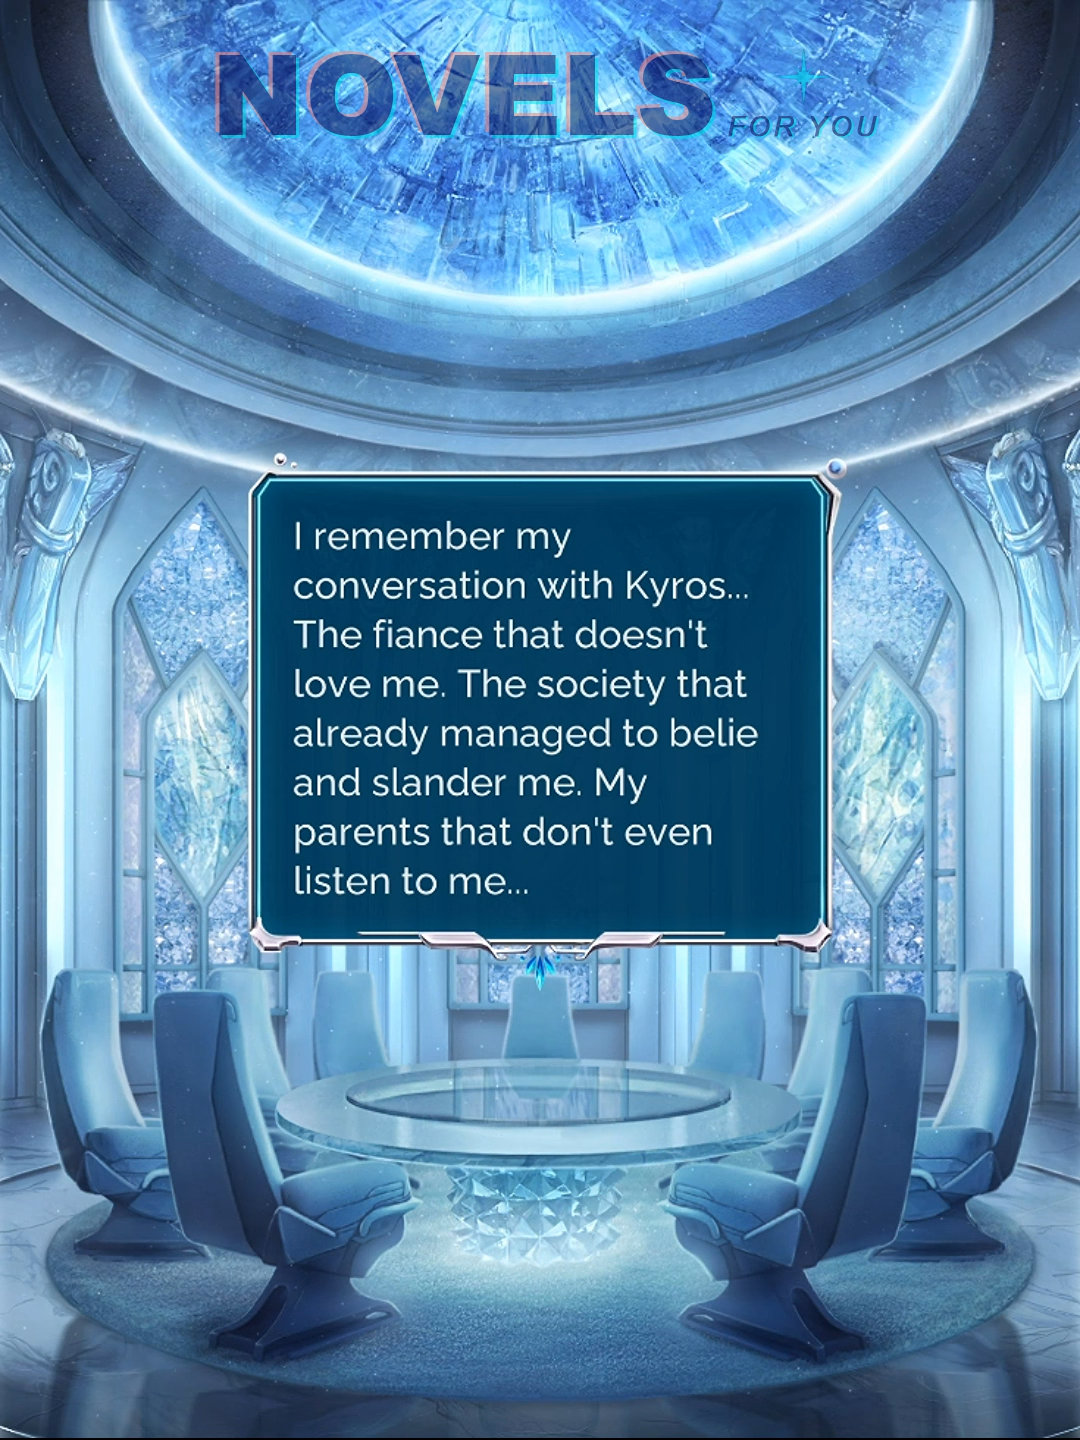 NOVELS FOR YOU
I remember my
conversation with Kyros...
The fiance that doesn't
love me. The society that
already managed to belie
and slander me. My
parents that don't even
listen to me...